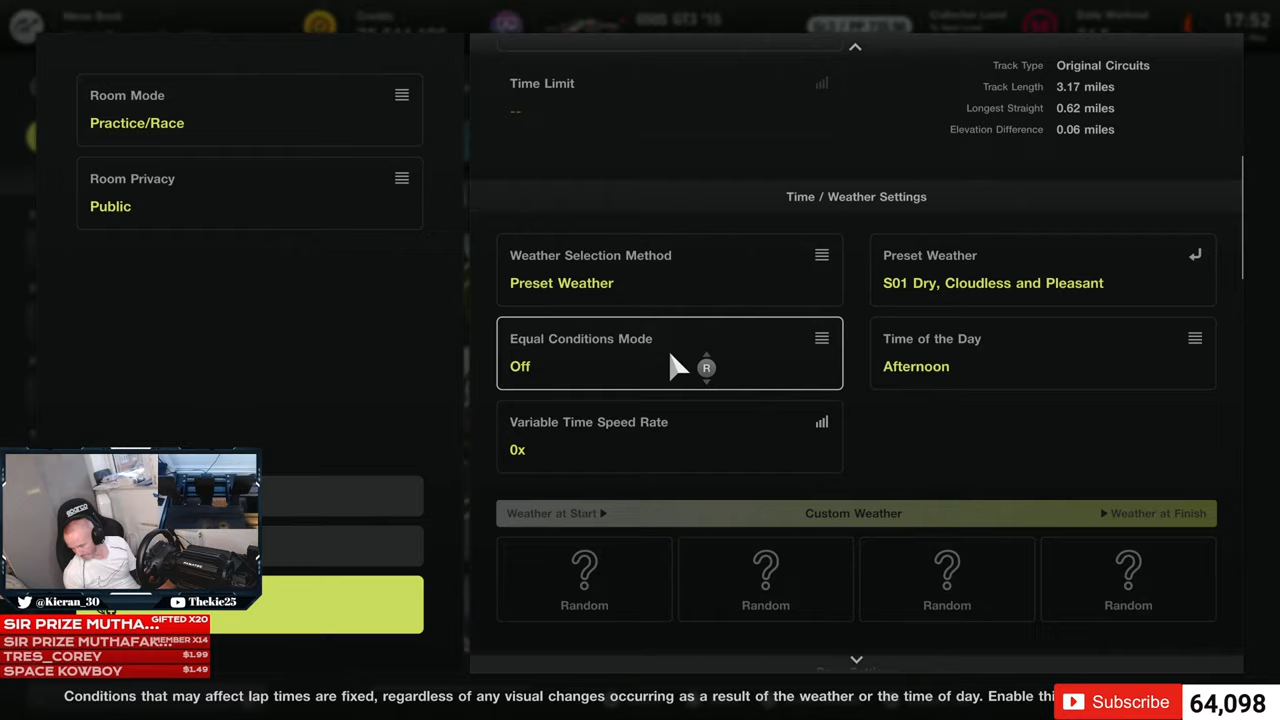 17:52
Room Mode
Practice/Race
Room Privacy
Public
Time Limit
--
Track Type Original Circuits
Track Length 3.17 miles
Longest Straight 0.62 miles
Elevation Difference 0.06 miles
Time / Weather Settings
Weather Selection Method
Preset Weather
Preset Weather
S01 Dry, Cloudless and Pleasant
Equal Conditions Mode
Off
R
Time of the Day
Afternoon
Variable Time Speed Rate
0x
Weather at Start
Custom Weather
Weather at Finish
Random
Random
Random
Random
sparco
FANATEC
@Kieran_30
Thekie25
SIR PRIZE MUTHA... GIFTED X20
SIR PRIZE MUTHAFAK... MEMBER X14
TRES_COREY $1.99
SPACE KOWBOY $1.49
Conditions that may affect lap times are fixed, regardless of any visual changes occurring as a result of the weather or the time of day. Enable thi
Subscribe
64,098